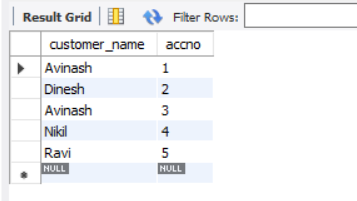 Result Grid Filter Rows:
customer_name accno
Avinash 1
Dinesh 2
Avinash 3
Nikil 4
Ravi 5
NULL NULL